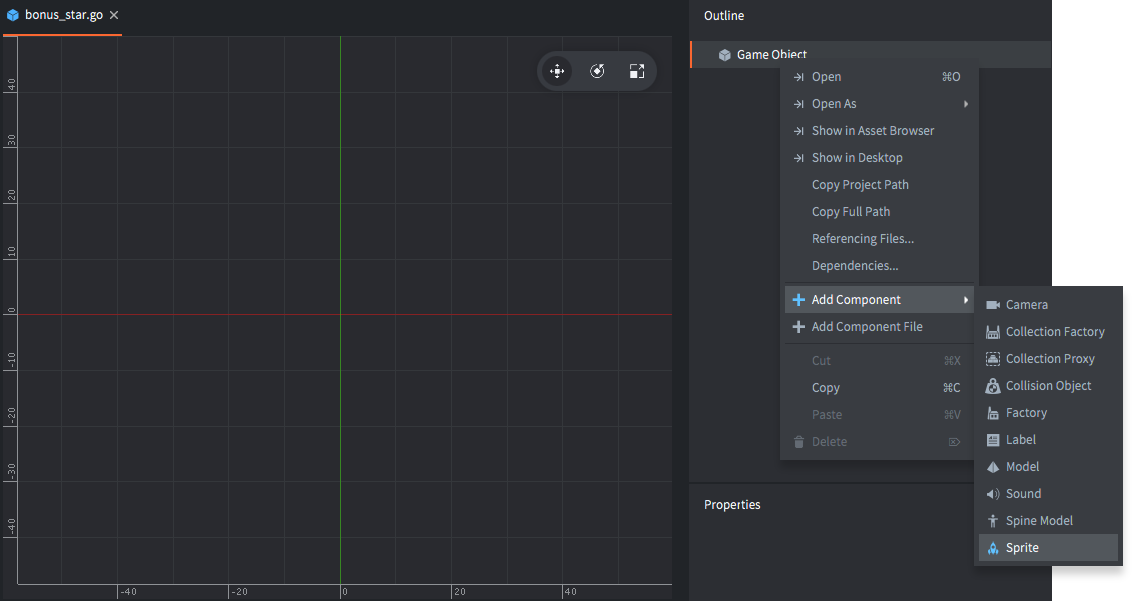 bonus_star.go
40
30
20
10
0
-10
-20
-30
-40
-40
-20
0
20
40
Outline
Game Object
Open ⌘O
Open As
Show in Asset Browser
Show in Desktop
Copy Project Path
Copy Full Path
Referencing Files...
Dependencies...
Add Component
Add Component File
Cut ⌘X
Copy ⌘C
Paste ⌘V
Delete ⌦
Camera
Collection Factory
Collection Proxy
Collision Object
Factory
Label
Model
Sound
Spine Model
Sprite
Properties